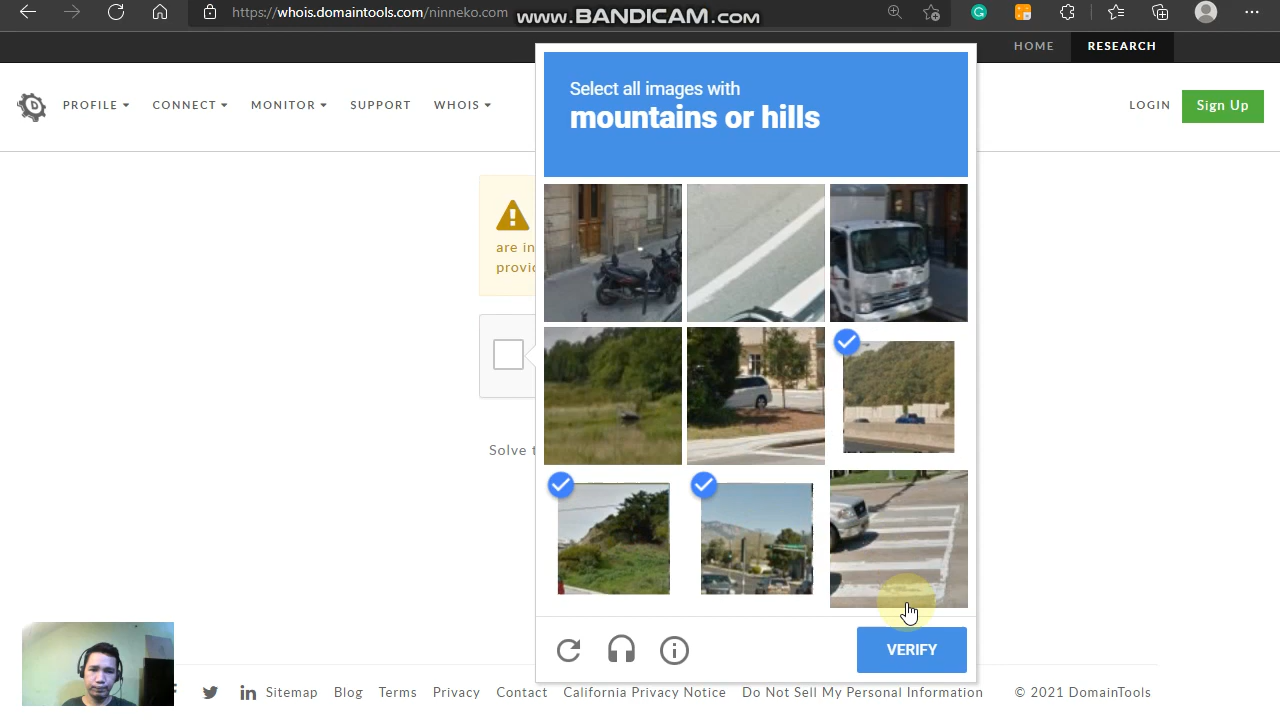 https://whois.domaintools.com/ninneko.com
www.BANDICAM.com
HOME
RESEARCH
PROFILE
CONNECT
MONITOR
SUPPORT
WHOIS
LOGIN
Sign Up
Select all images with
mountains or hills
are in
provid
Solve t
VERIFY
Sitemap
Blog
Terms
Privacy
Contact
California Privacy Notice
Do Not Sell My Personal Information
© 2021 DomainTools